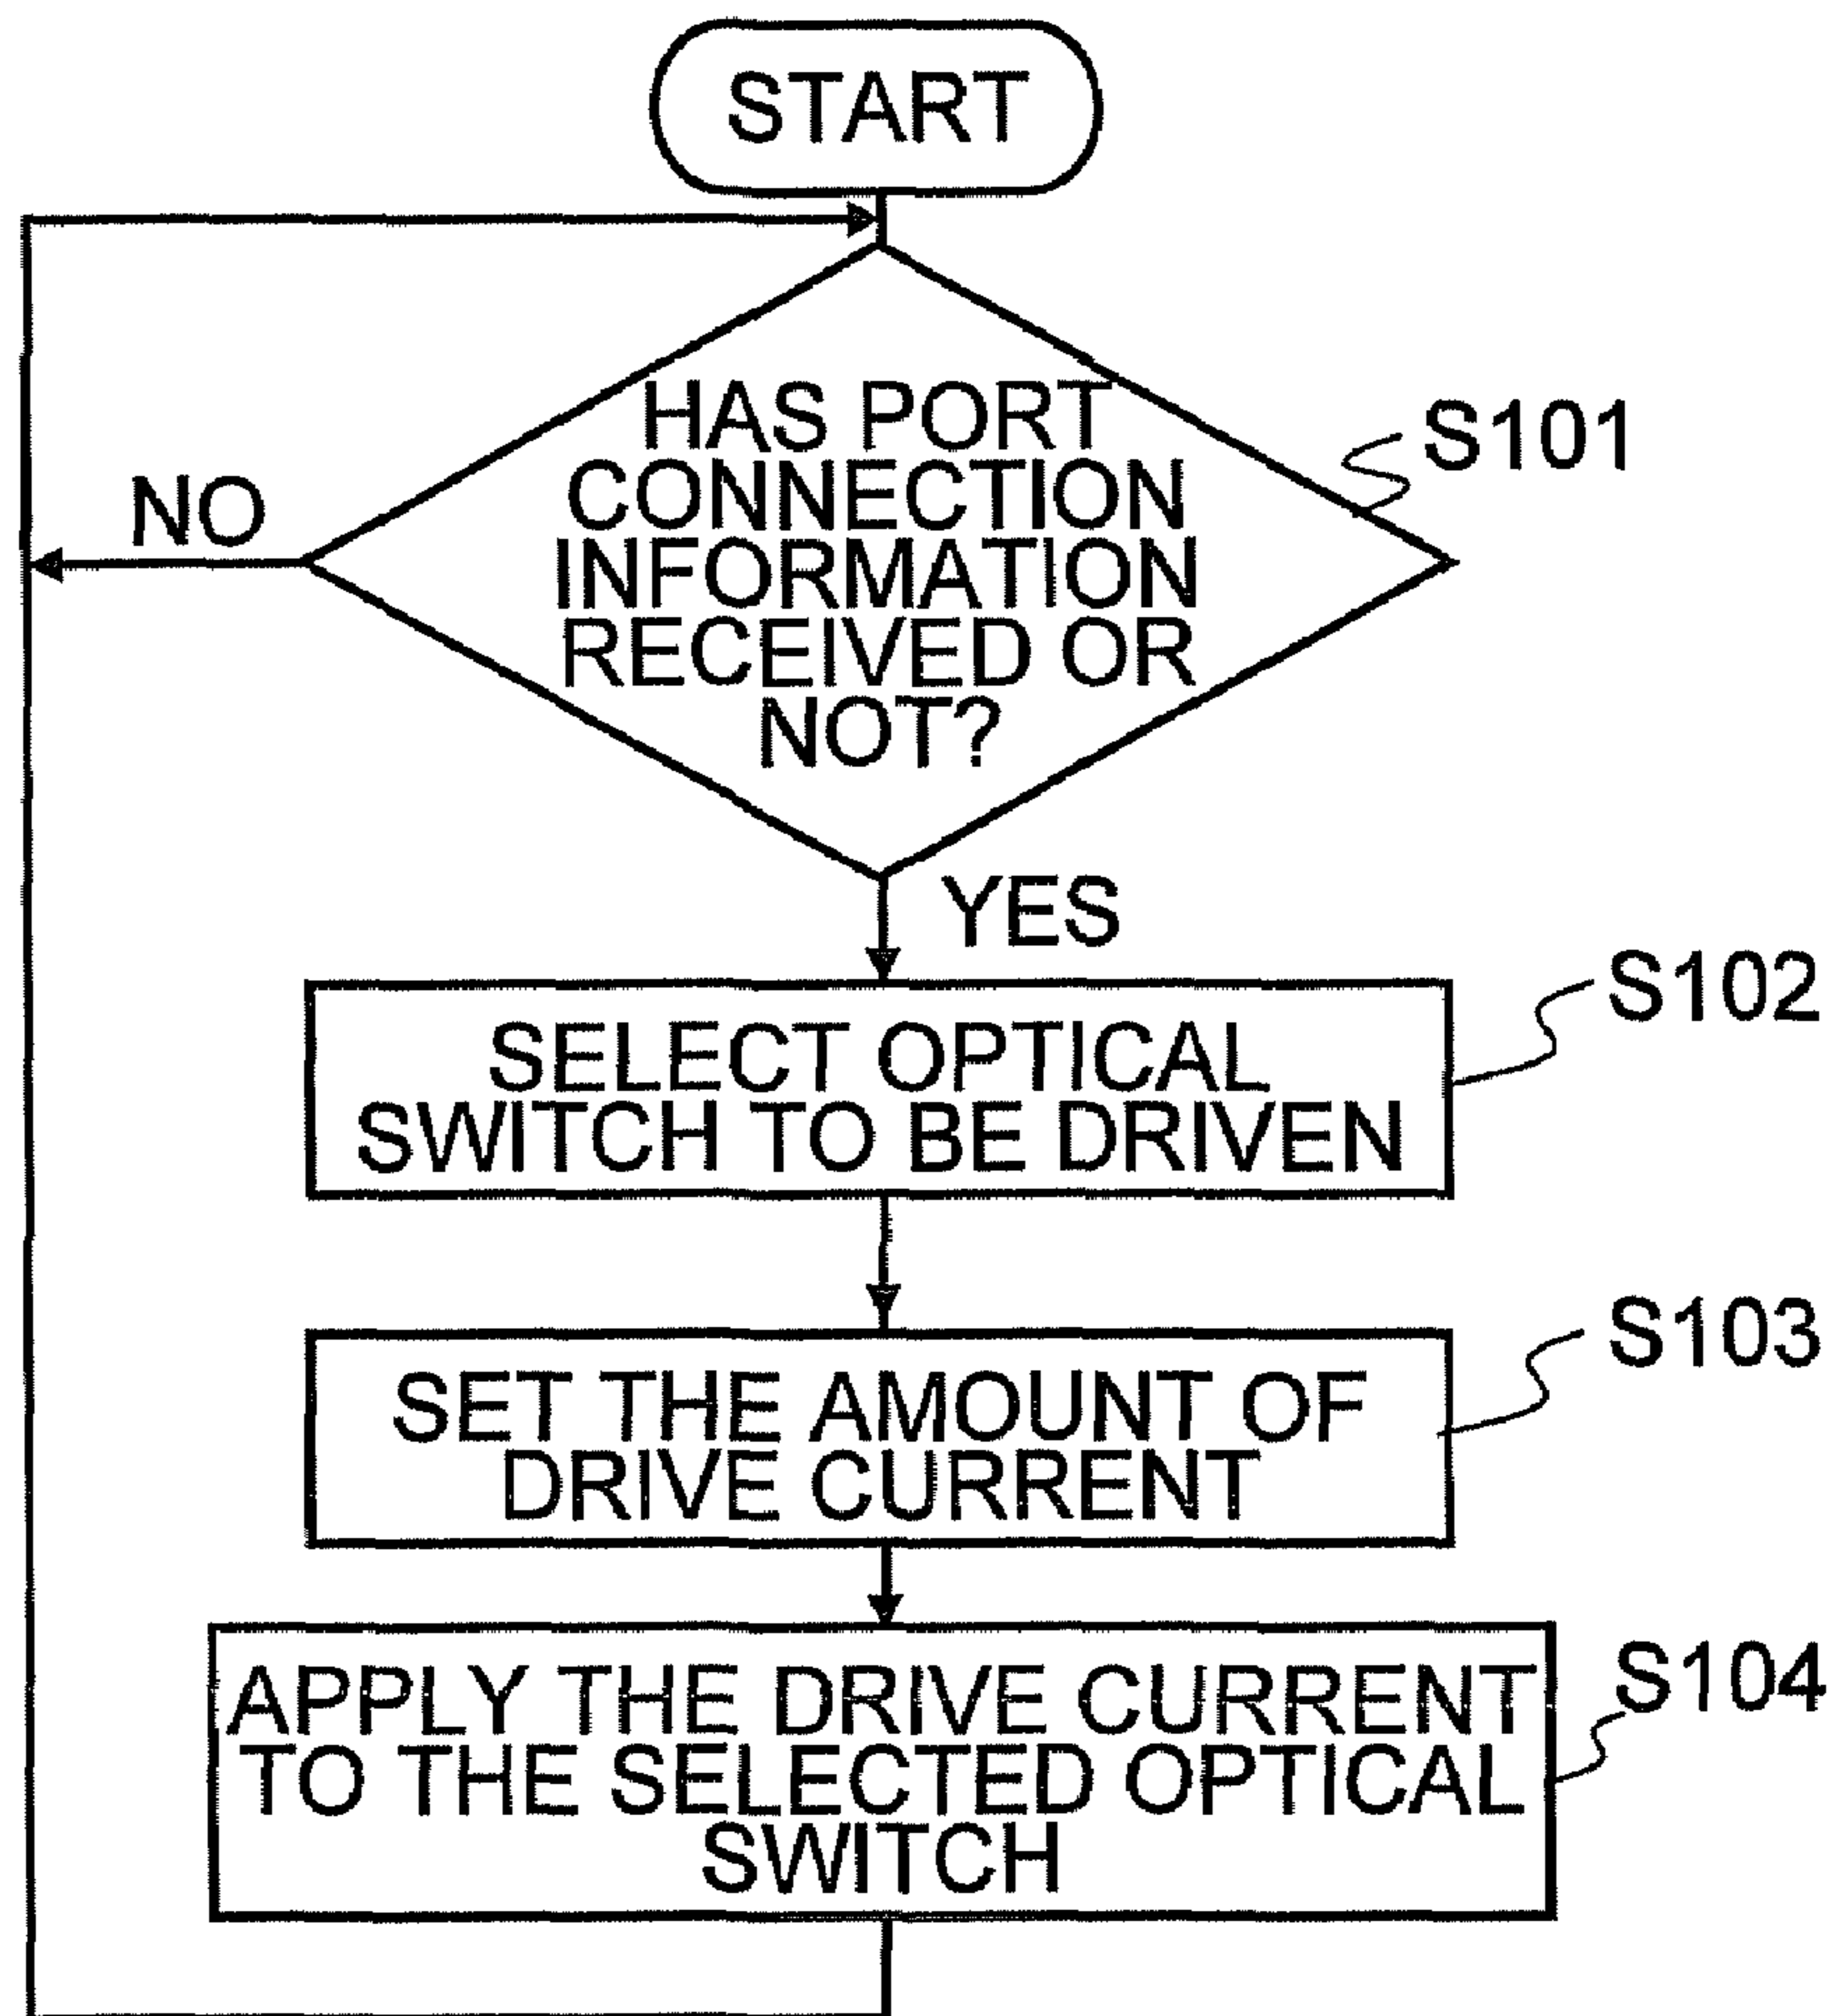 START
HAS PORT
CONNECTION
INFORMATION
RECEIVED OR
NOT?
S101
NO
YES
S102
SELECT OPTICAL
SWITCH TO BE DRIVEN
S103
SET THE AMOUNT OF
DRIVE CURRENT
S104
APPLY THE DRIVE CURRENT
TO THE SELECTED OPTICAL
SWITCH